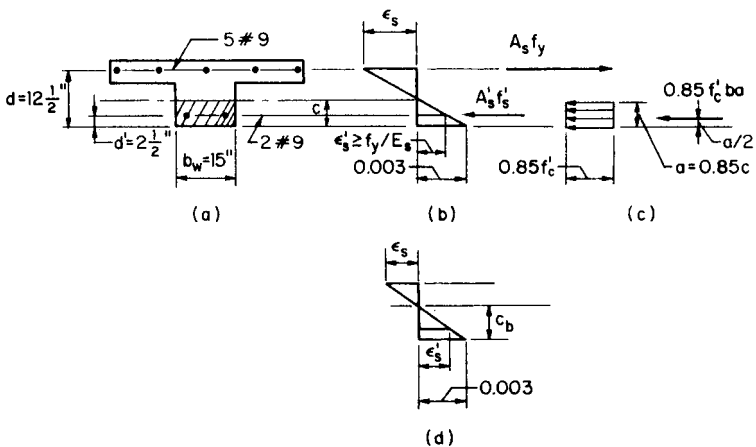 5#9
d=12 1/2"
d'=2 1/2"
b_w=15"
2#9
c
(a)
ϵ_s
A_s f_y
A'_s f'_s
ϵ'_s ≥ f_y/E_s
0.003
(b)
0.85 f'_c ba
a/2
a=0.85c
0.85f'_c
(c)
ϵ_s
c_b
ϵ'_s
0.003
(d)